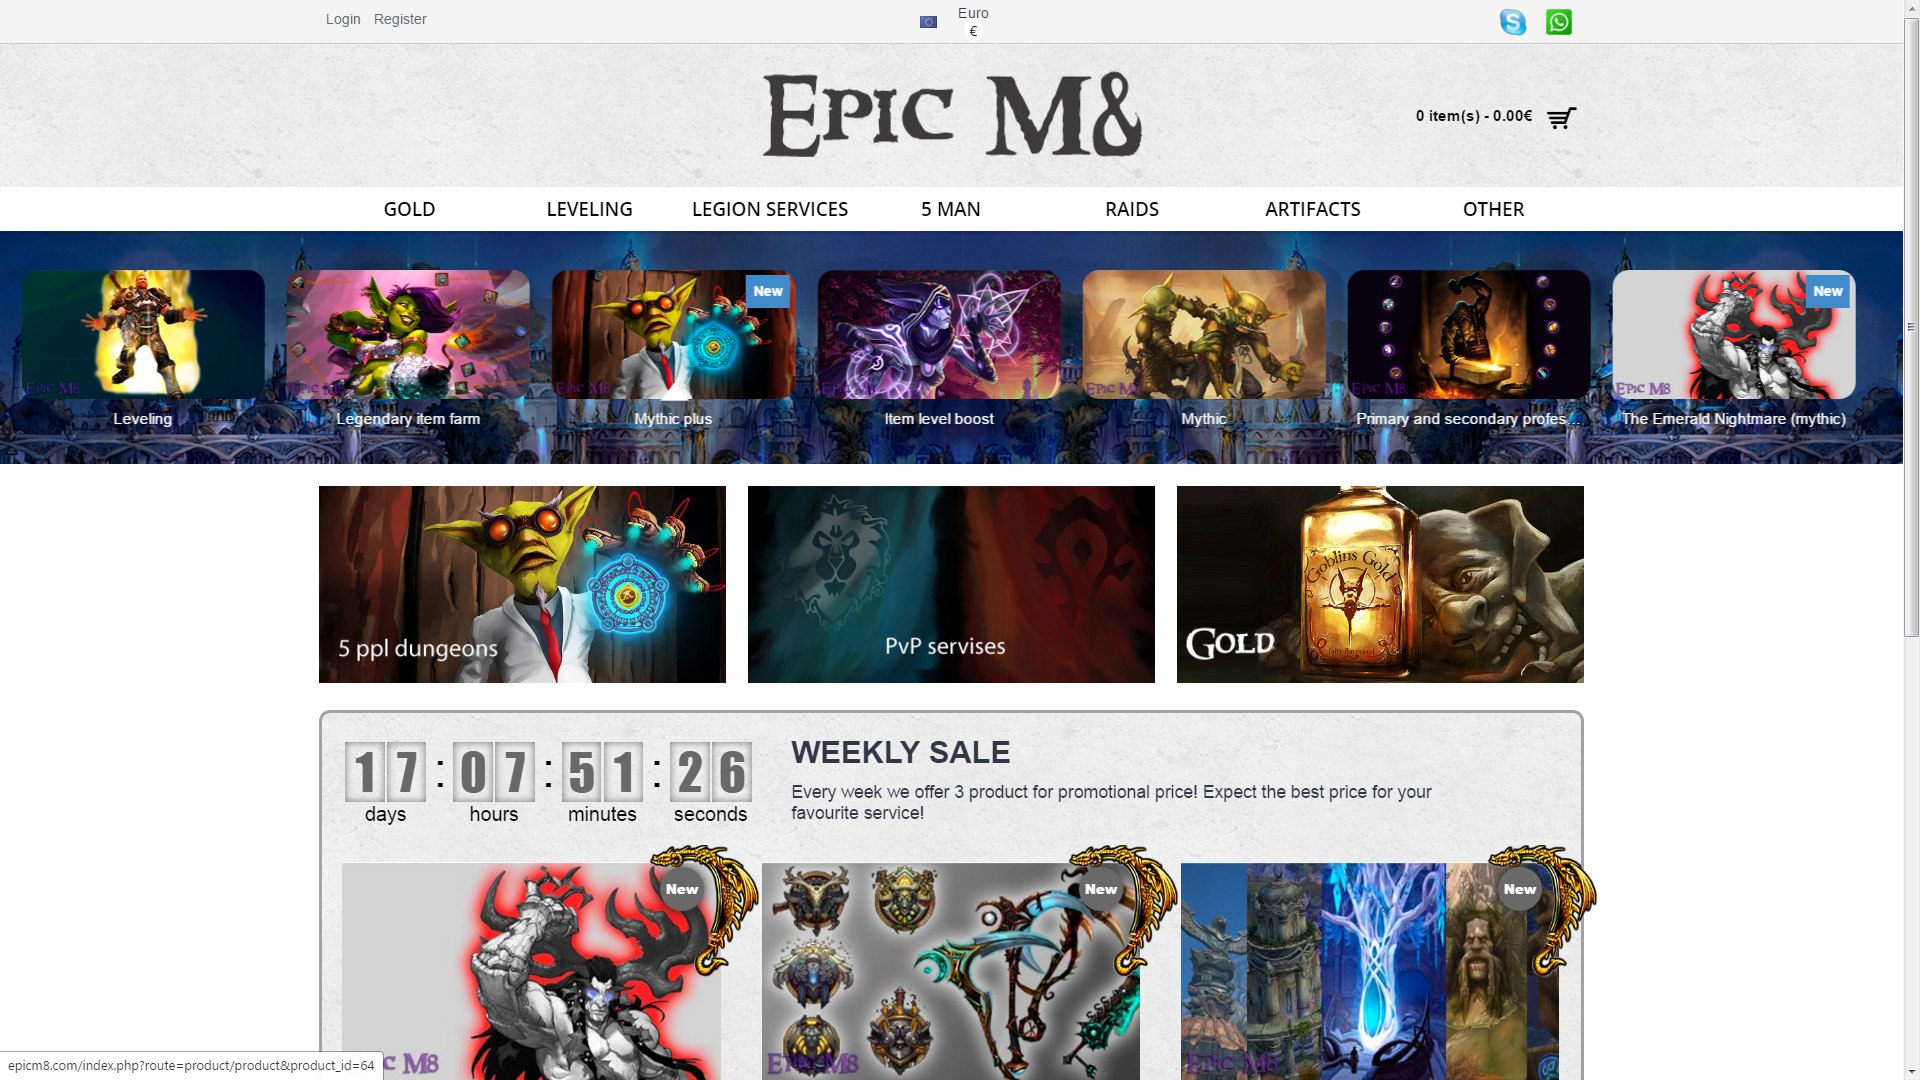 Login Register
Euro
€
EPIC M8
0 item(s) - 0.00€
GOLD LEVELING LEGION SERVICES 5 MAN RAIDS ARTIFACTS OTHER
New
New
EPIC M8 EPIC M8 EPIC M8 EPIC M8 EPIC M8 EPIC M8 EPIC M8
Leveling Legendary item farm Mythic plus Item level boost Mythic Primary and secondary profes... The Emerald Nightmare (mythic)
Goblins Gold
5 ppl dungeons
PvP servises
GOLD
17 : 07 : 51 : 26
days hours minutes seconds
WEEKLY SALE
Every week we offer 3 product for promotional price! Expect the best price for your
favourite service!
New New New
EPIC M8 EPIC M8
C M8
epicm8.com/index.php?route=product/product&product_id=64